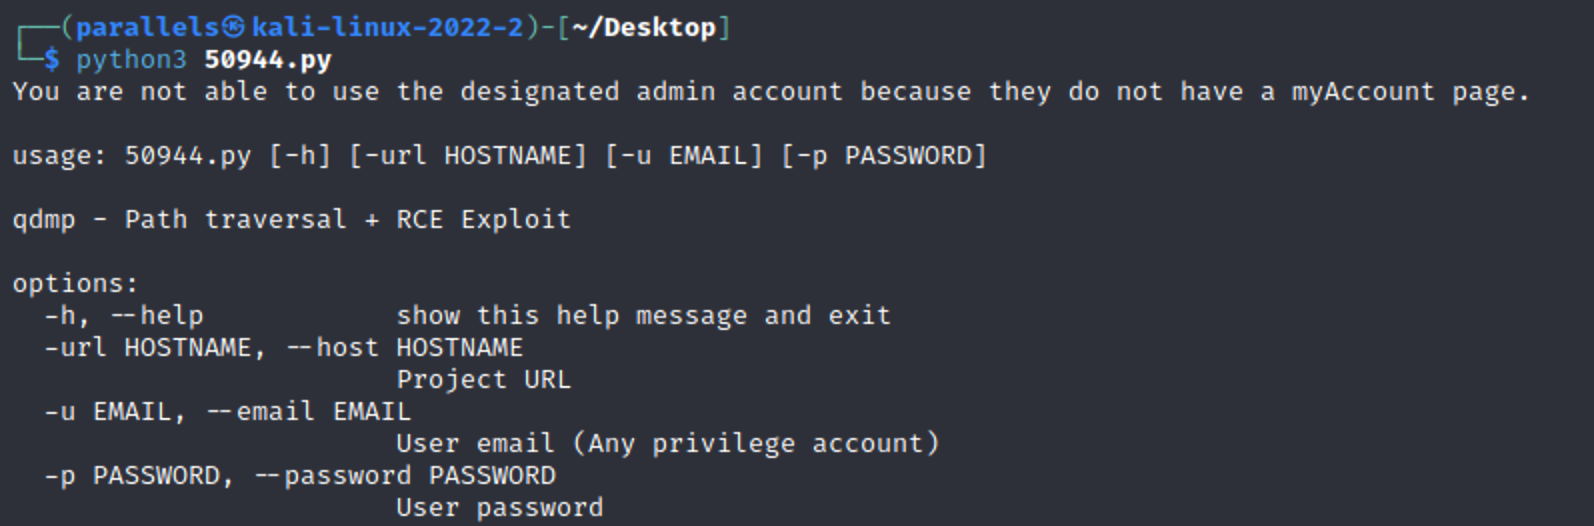 ┌──(parallels㉿kali-linux-2022-2)-[~/Desktop]
└─$ python3 50944.py
You are not able to use the designated admin account because they do not have a myAccount page.
usage: 50944.py [-h] [-url HOSTNAME] [-u EMAIL] [-p PASSWORD]
qdmp - Path traversal + RCE Exploit
options:
-h, --help show this help message and exit
-url HOSTNAME, --host HOSTNAME
Project URL
-u EMAIL, --email EMAIL
User email (Any privilege account)
-p PASSWORD, --password PASSWORD
User password